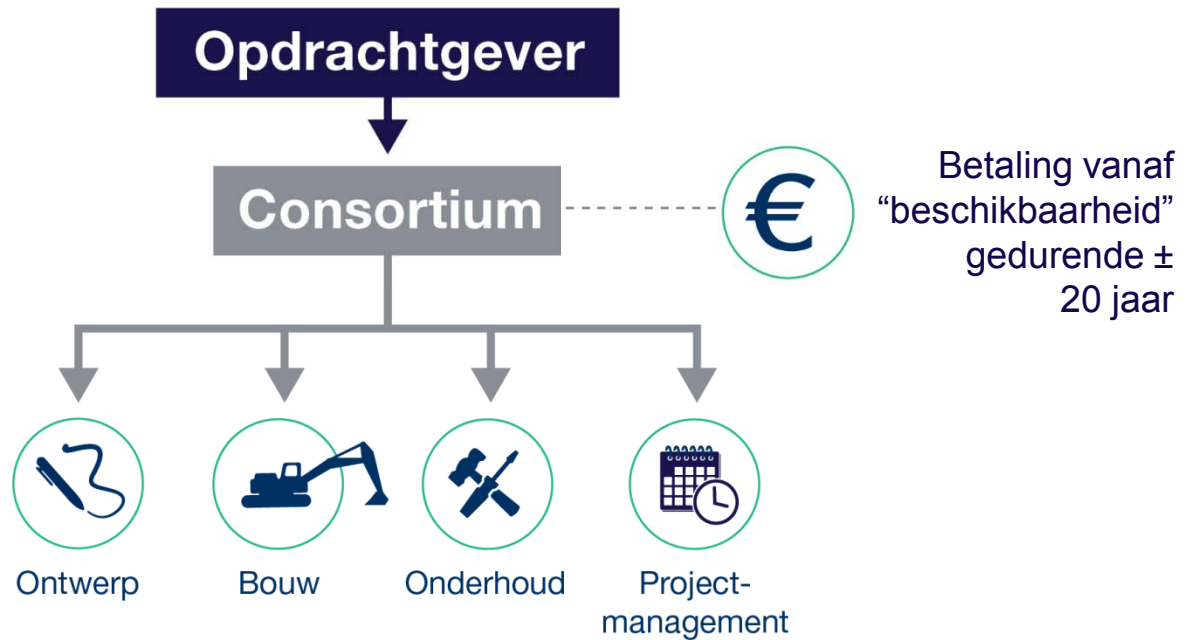 Opdrachtgever
Consortium
€
Betaling vanaf
“beschikbaarheid”
gedurende ±
20 jaar
Ontwerp
Bouw
Onderhoud
Project-
management